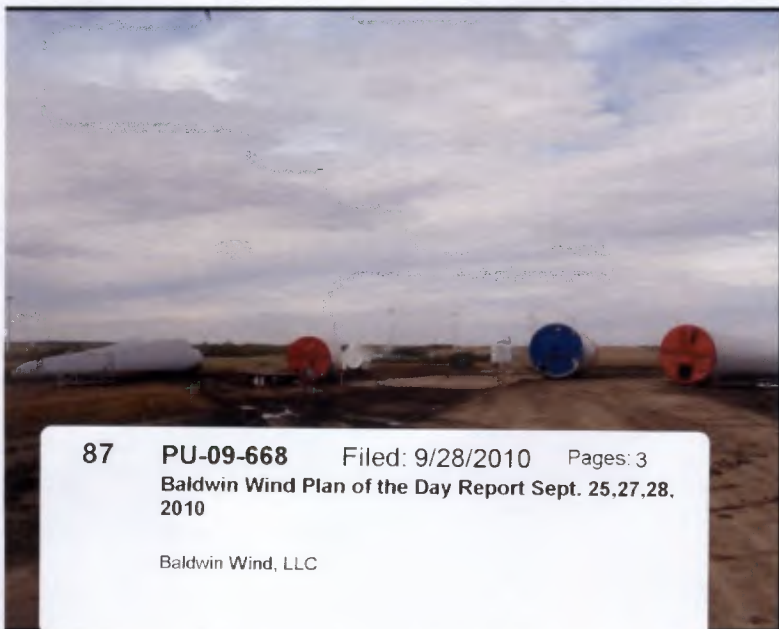 87 PU-09-668 Filed: 9/28/2010 Pages: 3
Baldwin Wind Plan of the Day Report Sept. 25,27,28,
2010
Baldwin Wind, LLC